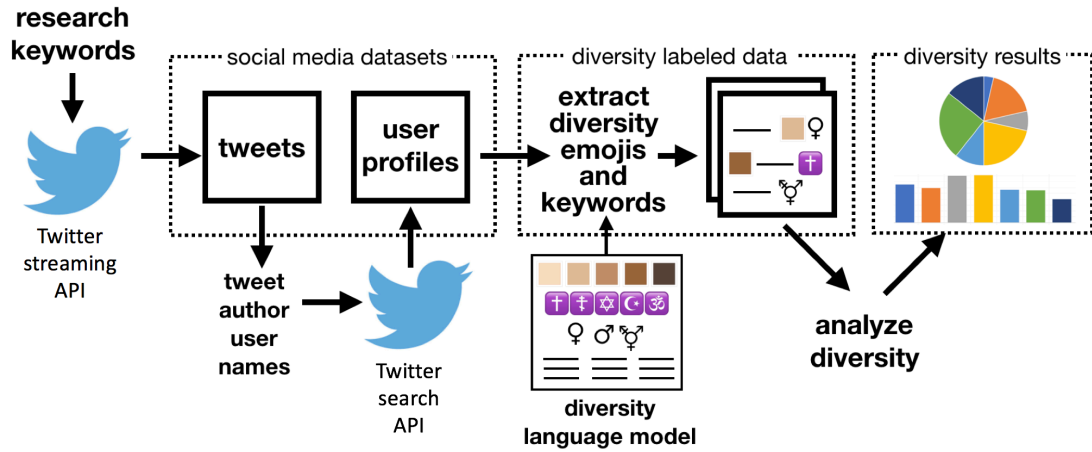 research
keywords
social media datasets
diversity labeled data
diversity results
tweets
user
profiles
extract
diversity
emojis
and
keywords
Twitter
streaming
API
tweet
author
user
names
Twitter
search
API
diversity
language model
analyze
diversity